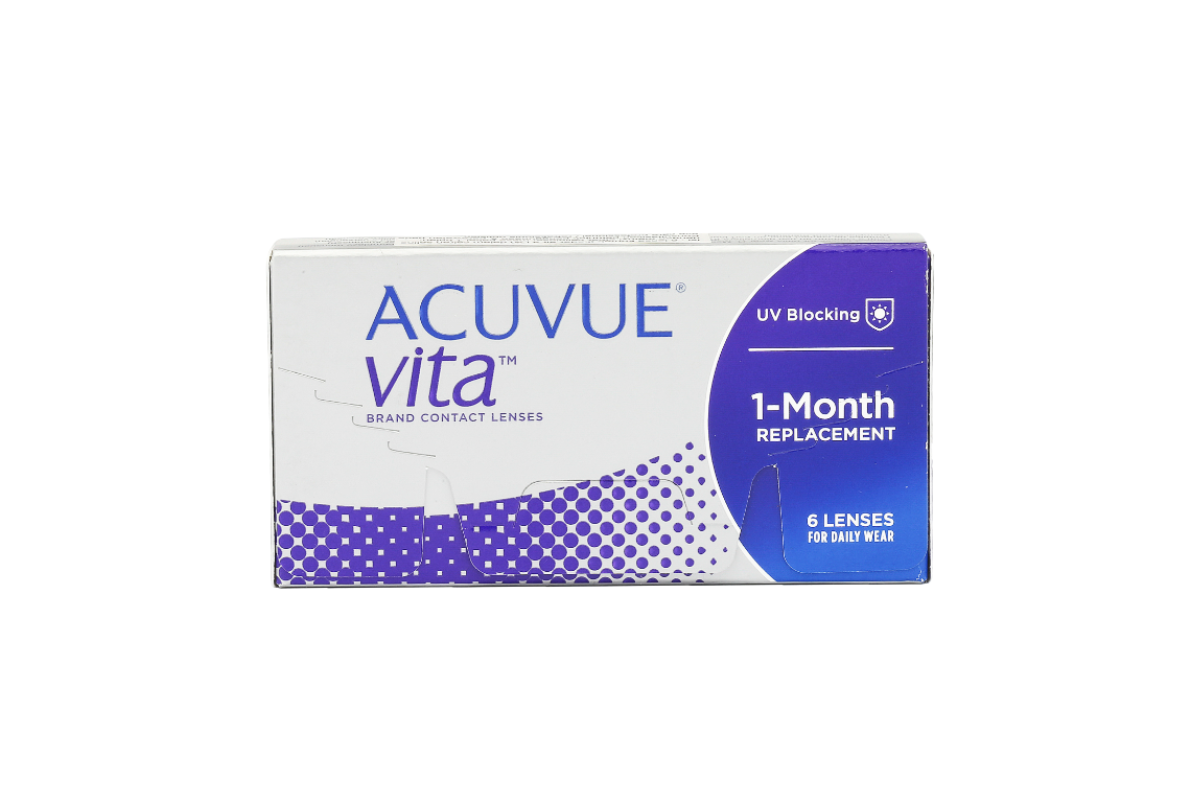 ACUVUE®
vita™
BRAND CONTACT LENSES
UV Blocking
1-Month
REPLACEMENT
6 LENSES
FOR DAILY WEAR